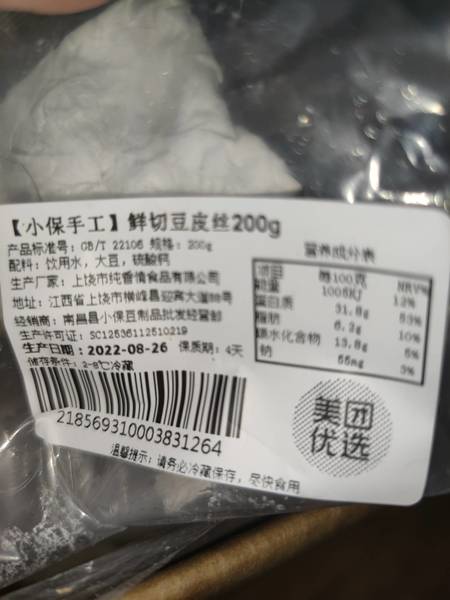 【小保手工】鲜切豆皮丝200g
产品标准号：GB/T 22106 规格：200g
配料：饮用水，大豆，硫酸钙
生产厂家：上饶市纯香情食品有限公司
地址：江西省上饶市横峰县迎宾大道
经销商：南昌县小保豆制品批发经营部
生产许可证：SC12536112510219
生产日期：2022-08-26 保质期：4天
储存条件：2-8℃冷藏
218569310003831264
温馨提示：请务必冷藏保存，尽快食用
营养成分表
项目 每100克 NRV%
能量 1005KJ 12%
蛋白质 31.8g 53%
脂肪 6.2g 10%
碳水化合物 13.8g 5%
钠 55mg 3%
美团
优选